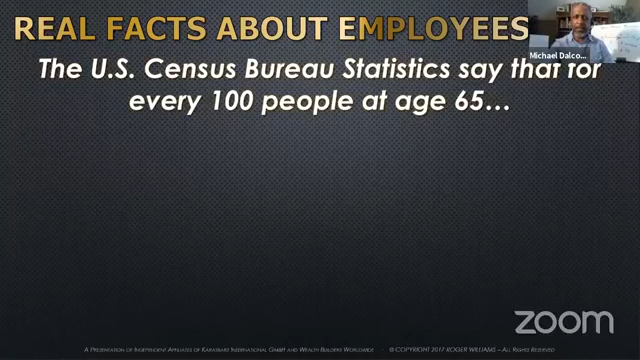 REAL FACTS ABOUT EMPLOYEES
Michael Dalco...
The U.S. Census Bureau Statistics say that for
every 100 people at age 65…
zoom
A Presentation of Independent Affiliates of Karatbars International GmbH and Wealth Builders Worldwide - © COPYRIGHT 2017 ROGER WILLIAMS – All Rights Reserved